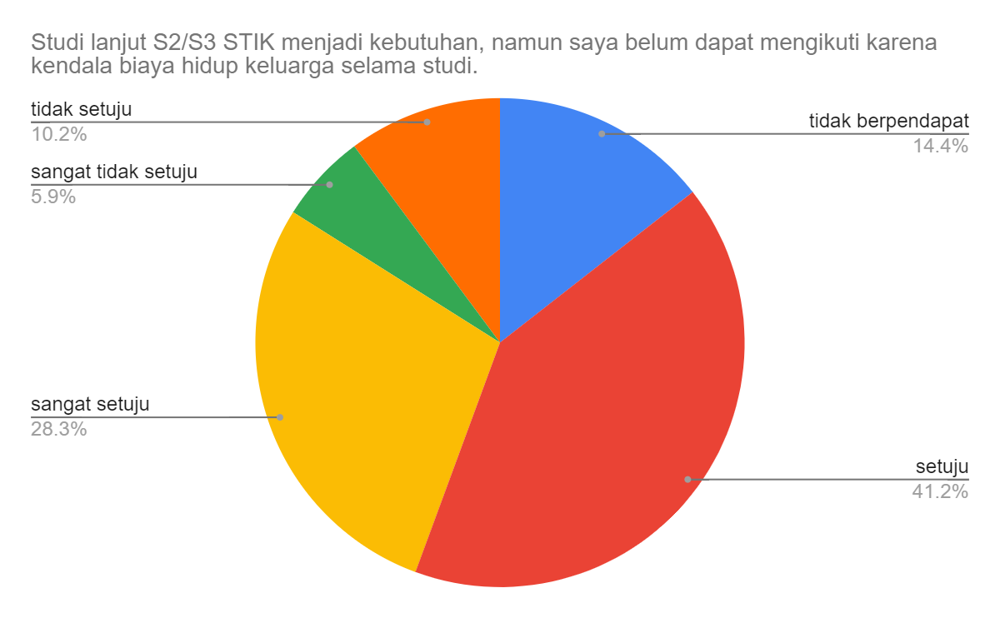 Studi lanjut S2/S3 STIK menjadi kebutuhan, namun saya belum dapat mengikuti karena
kendala biaya hidup keluarga selama studi.
tidak setuju
10.2%
tidak berpendapat
14.4%
sangat tidak setuju
5.9%
sangat setuju
28.3%
setuju
41.2%